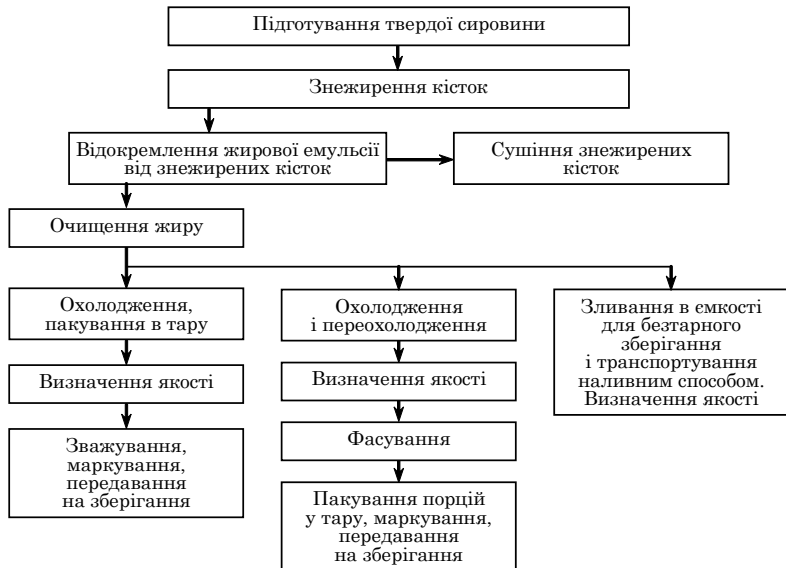 Підготування твердої сировини
Знежирення кісток
Відокремлення жирової емульсії
від знежирених кісток
Сушіння знежирених
кісток
Очищення жиру
Охолодження,
пакування в тару
Визначення якості
Зважування,
маркування,
передавання
на зберігання
Охолодження
і переохолодження
Визначення якості
Фасування
Пакування порцій
у тару, маркування,
передавання
на зберігання
Зливання в ємкості
для безтарного
зберігання
і транспортування
наливним способом.
Визначення якості